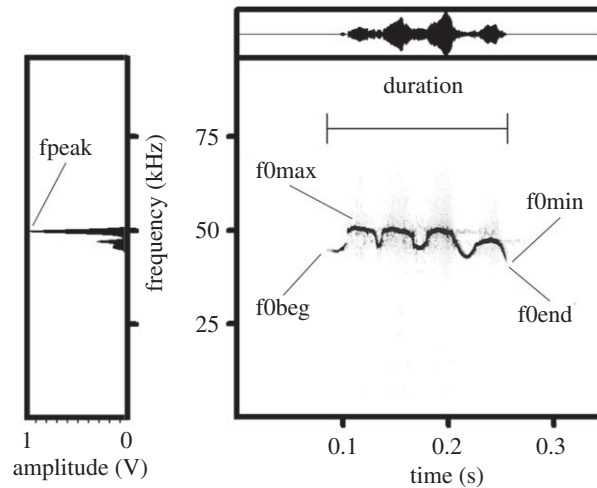 duration
fpeak
f0max
f0min
f0beg
f0end
frequency (kHz)
75
50
25
1
0
amplitude (V)
0.1
0.2
0.3
time (s)